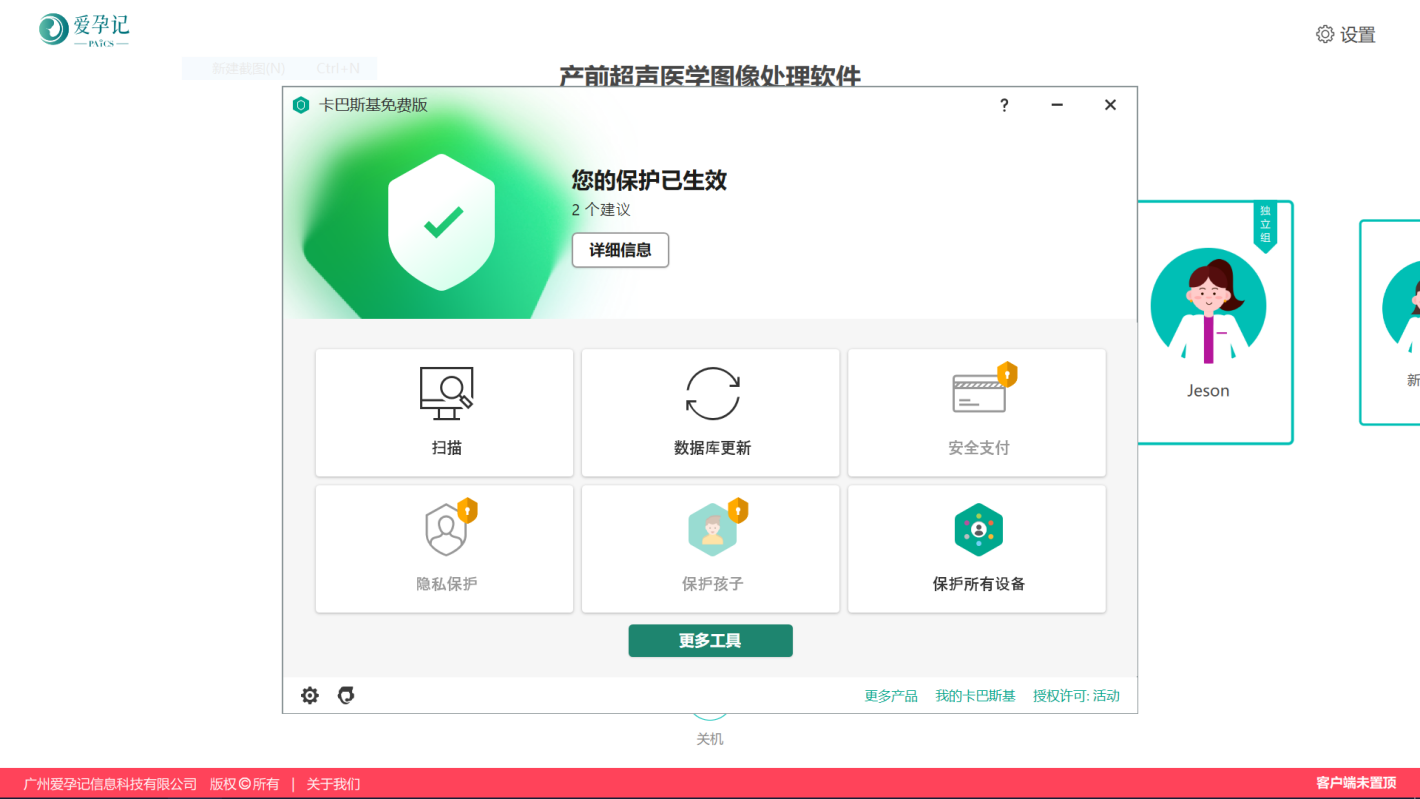 爱孕记
PAICS
设置
新建截图(N) Ctrl+N
产前超声医学图像处理软件
卡巴斯基免费版
您的保护已生效
2 个建议
详细信息
独立组
Jeson
新
扫描
数据库更新
安全支付
隐私保护
保护孩子
保护所有设备
更多工具
更多产品 我的卡巴斯基 授权许可: 活动
关机
广州爱孕记信息科技有限公司 版权©所有 | 关于我们
客户端未置顶